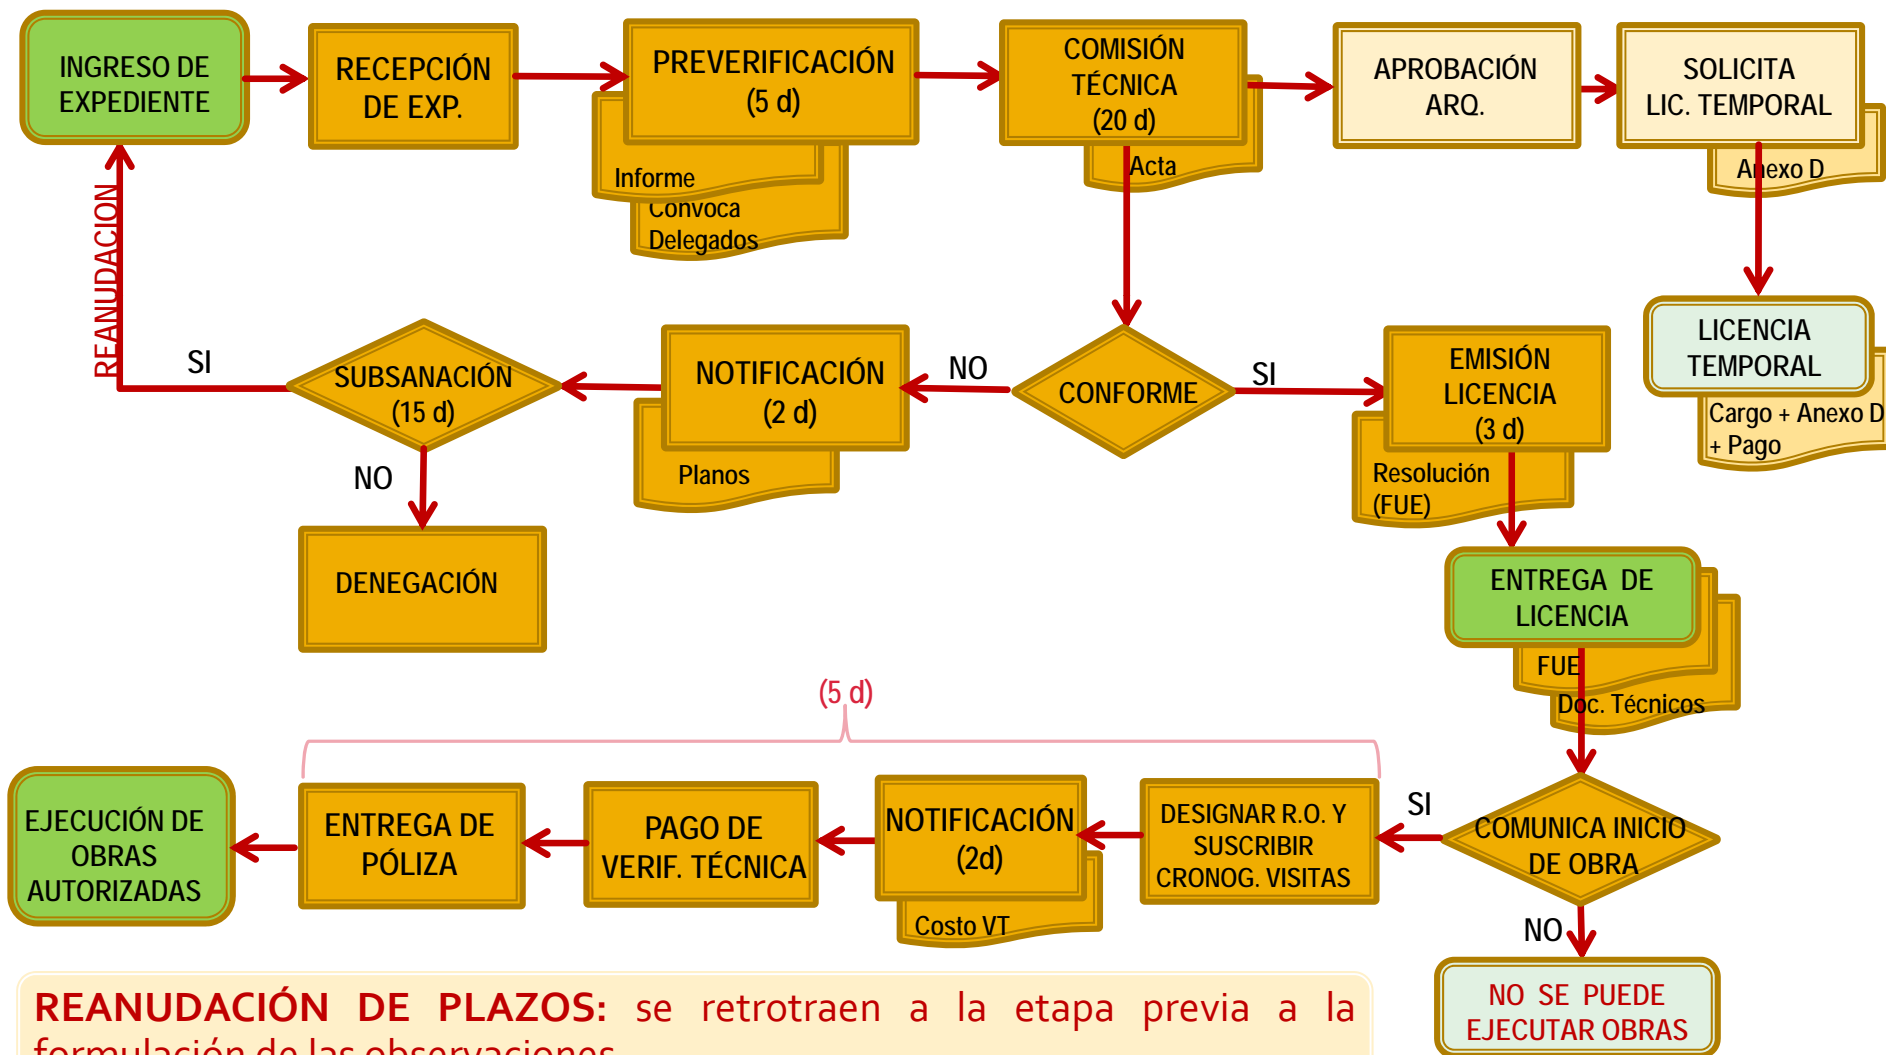 INGRESO DE
EXPEDIENTE
RECEPCIÓN
DE EXP.
PREVERIFICACIÓN
(5 d)
Informe
Convoca
Delegados
COMISIÓN
TÉCNICA
(20 d)
Acta
APROBACIÓN
ARQ.
SOLICITA
LIC. TEMPORAL
Anexo D
LICENCIA
TEMPORAL
Cargo + Anexo D
+ Pago
REANUDACION
SI
SUBSANACIÓN
(15 d)
NO
DENEGACIÓN
NOTIFICACIÓN
(2 d)
Planos
NO
CONFORME
SI
EMISIÓN
LICENCIA
(3 d)
Resolución
(FUE)
ENTREGA DE
LICENCIA
FUE
Doc. Técnicos
(5 d)
EJECUCIÓN DE
OBRAS
AUTORIZADAS
ENTREGA DE
PÓLIZA
PAGO DE
VERIF. TÉCNICA
NOTIFICACIÓN
(2d)
Costo VT
DESIGNAR R.O. Y
SUSCRIBIR
CRONOG. VISITAS
SI
COMUNICA INICIO
DE OBRA
NO
NO SE PUEDE
EJECUTAR OBRAS
REANUDACIÓN DE PLAZOS: se retrotraen a la etapa previa a la
formulación de las observaciones